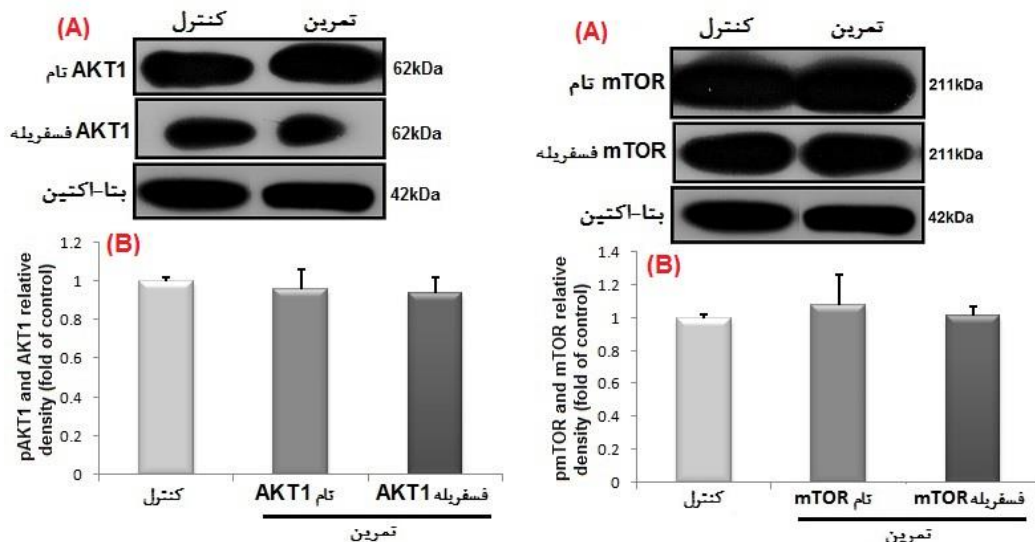 (A)
کنترل تمرین
AKT1 تام 62kDa
AKT1 فسفریله 62kDa
بتا-اکتین 42kDa
(B)
pAKT1 and AKT1 relative
density (fold of control)
1.2
1
0.8
0.6
0.4
0.2
0
کنترل
AKT1 تام
AKT1 فسفریله
تمرین
(A)
کنترل تمرین
mTOR تام 211kDa
mTOR فسفریله 211kDa
بتا-اکتین 42kDa
(B)
pmTOR and mTOR relative
density (fold of control)
1.4
1.2
1
0.8
0.6
0.4
0.2
0
کنترل
mTOR تام
mTOR فسفریله
تمرین